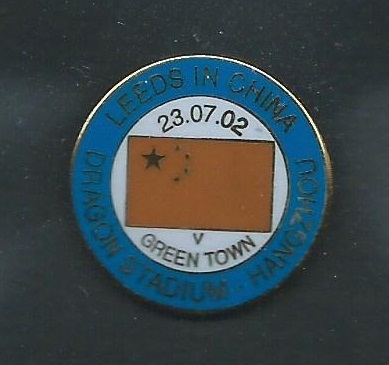 LEEDS IN CHINA
23.07.02
V
GREEN TOWN
DRAGON STADIUM · HANGZHOU